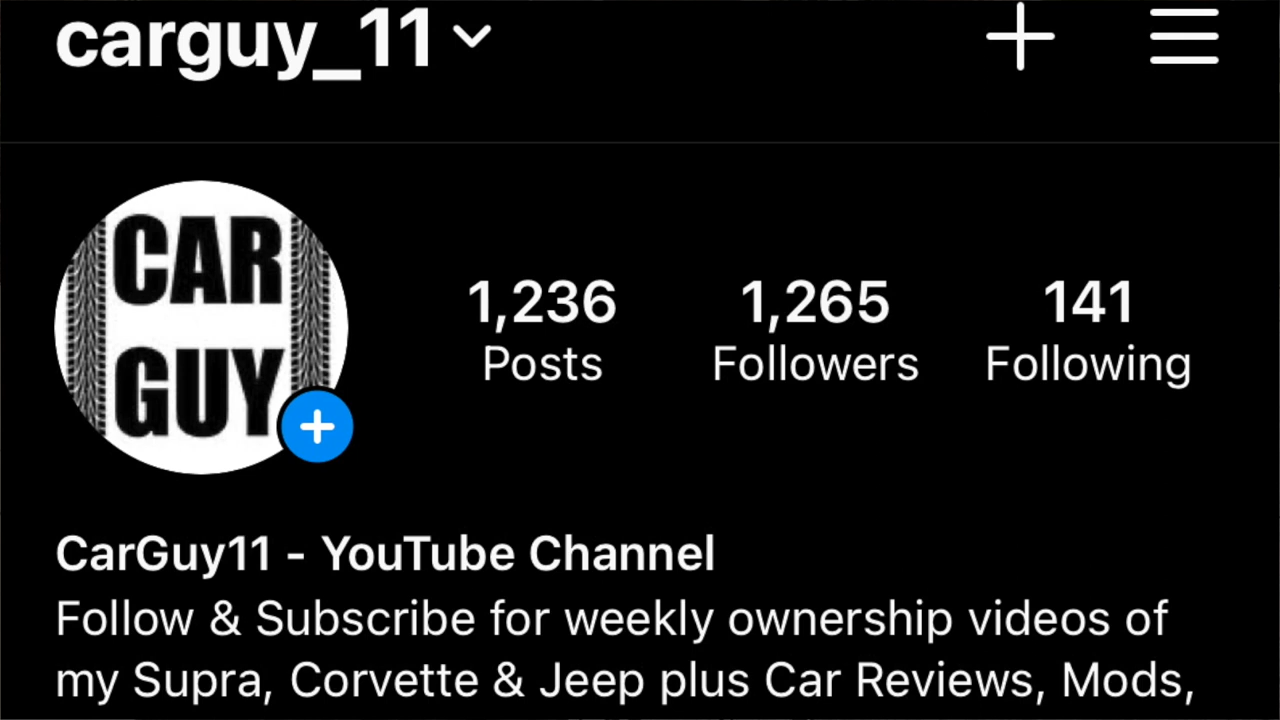 carguy_11
CAR
GUY
1,236 1,265 141
Posts Followers Following
CarGuy11 - YouTube Channel
Follow & Subscribe for weekly ownership videos of
my Supra, Corvette & Jeep plus Car Reviews, Mods,